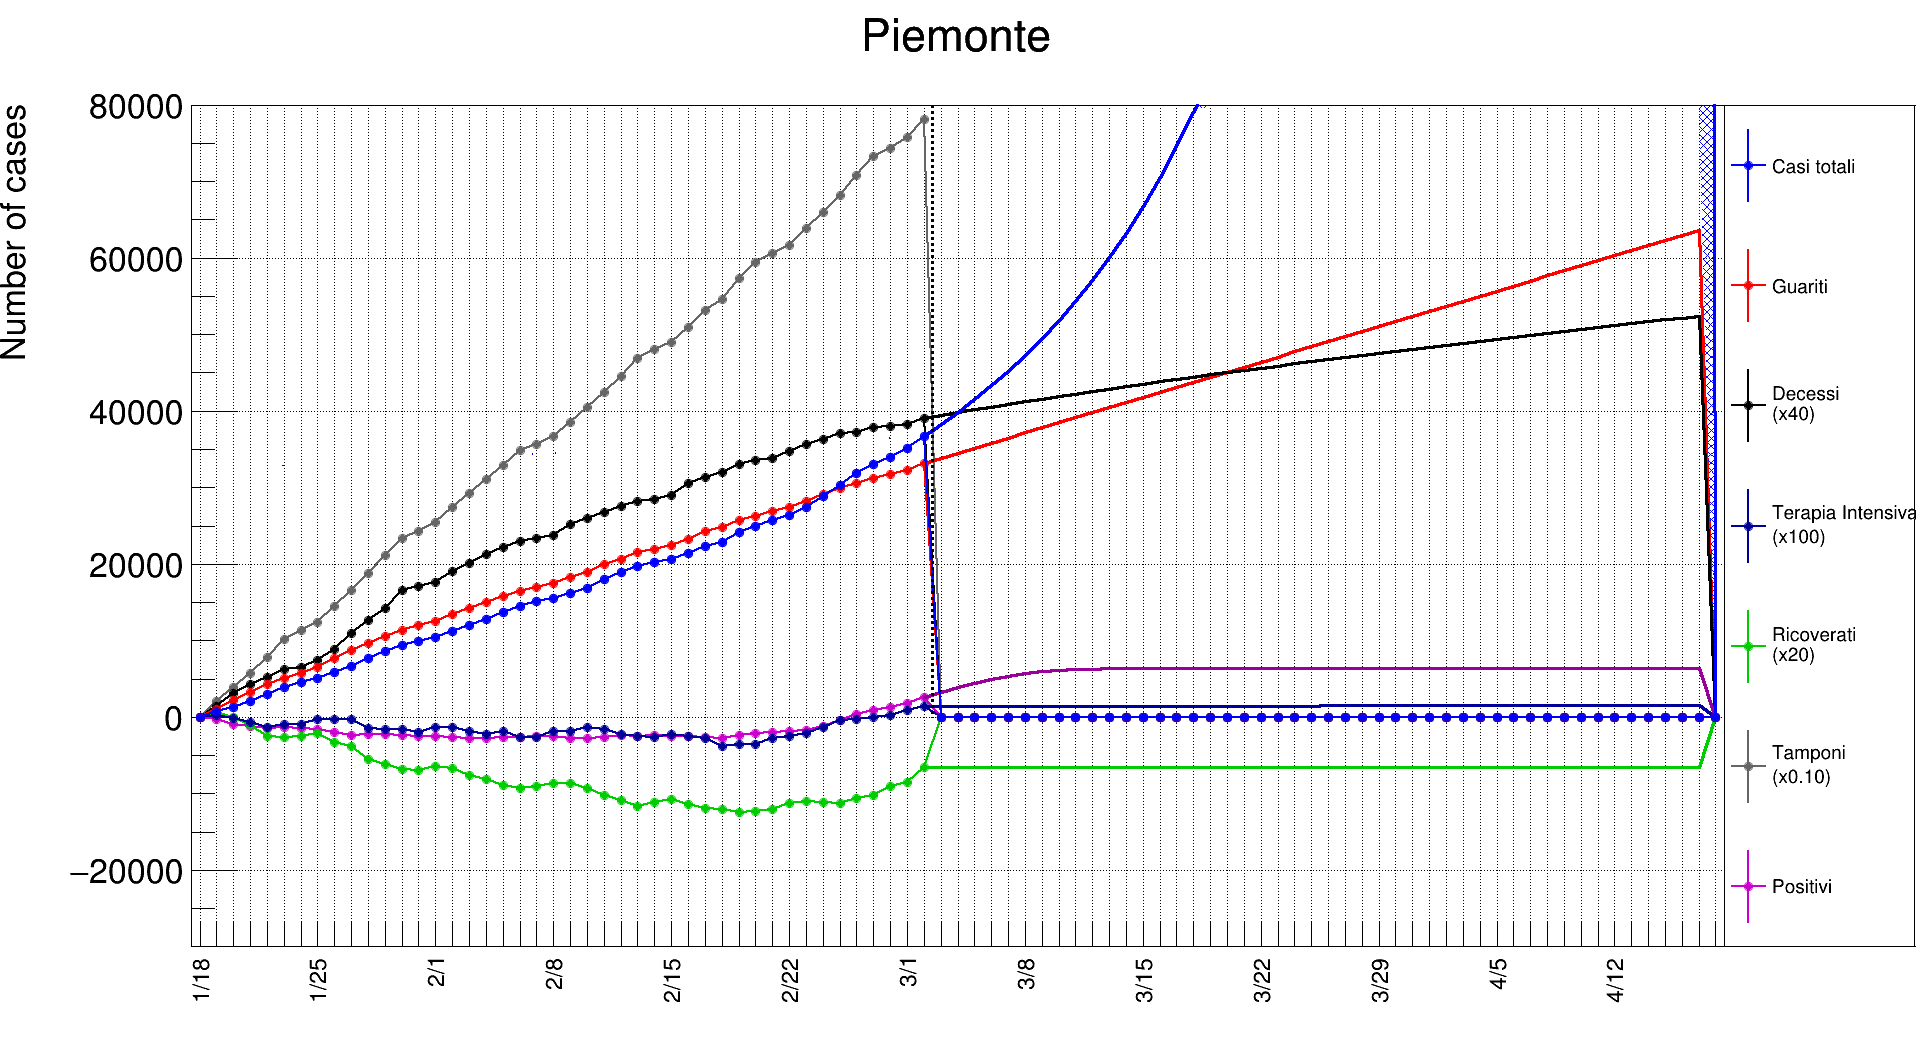 Piemonte
Number of cases
80000
60000
40000
20000
0
−20000
1/18
1/25
2/1
2/8
2/15
2/22
3/1
3/8
3/15
3/22
3/29
4/5
4/12
Casi totali
Guariti
Decessi
(x40)
Terapia Intensiva
(x100)
Ricoverati
(x20)
Tamponi
(x0.10)
Positivi